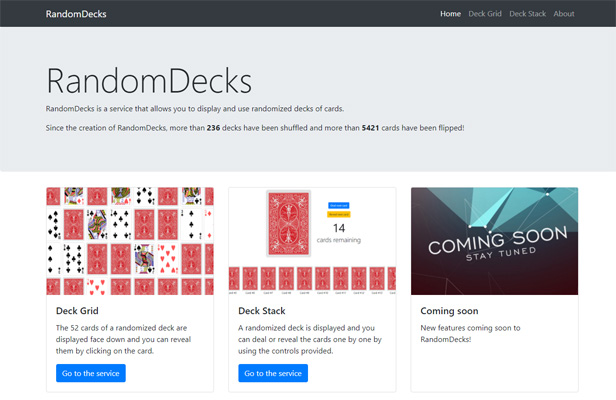 RandomDecks
Home Deck Grid Deck Stack About
RandomDecks
RandomDecks is a service that allows you to display and use randomized decks of cards.
Since the creation of RandomDecks, more than 236 decks have been shuffled and more than 5421 cards have been flipped!
14
cards remaining
COMING SOON
STAY TUNED
Deck Grid
The 52 cards of a randomized deck are
displayed face down and you can reveal
them by clicking on the card.
Go to the service
Deck Stack
A randomized deck is displayed and you
can deal or reveal the cards one by one by
using the controls provided.
Go to the service
Coming soon
New features coming soon to
RandomDecks!